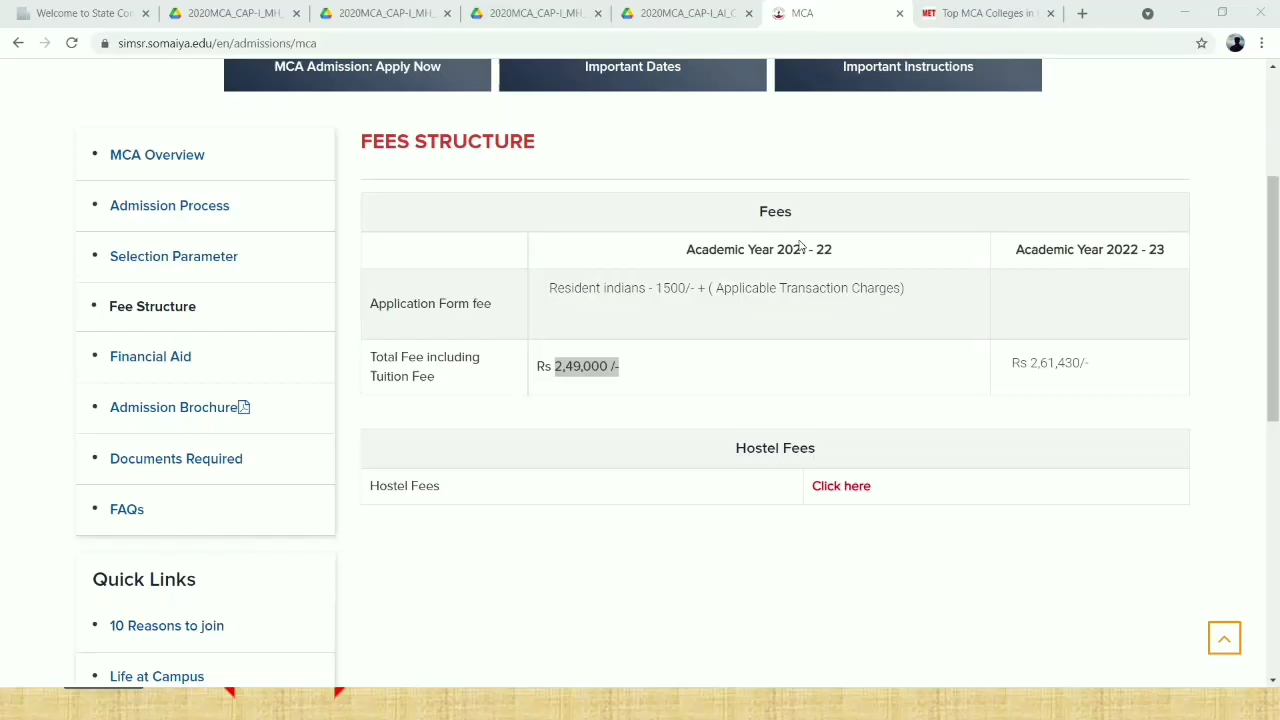 Welcome to State Co
2020MCA_CAP-I_MH_
2020MCA_CAP-I_MH_
2020MCA_CAP-I_MH_
2020MCA_CAP-I_AI_C
MCA
MET Top MCA Colleges in
simsr.somaiya.edu/en/admissions/mca
MCA Admission: Apply Now
Important Dates
Important Instructions
MCA Overview
Admission Process
Selection Parameter
Fee Structure
Financial Aid
Admission Brochure
Documents Required
FAQs
Quick Links
10 Reasons to join
Life at Campus
FEES STRUCTURE
Fees
Academic Year 2021 - 22
Academic Year 2022 - 23
Application Form fee
Resident indians - 1500/- + ( Applicable Transaction Charges)
Total Fee including
Tuition Fee
Rs 2,49,000 /-
Rs 2,61,430/-
Hostel Fees
Hostel Fees
Click here